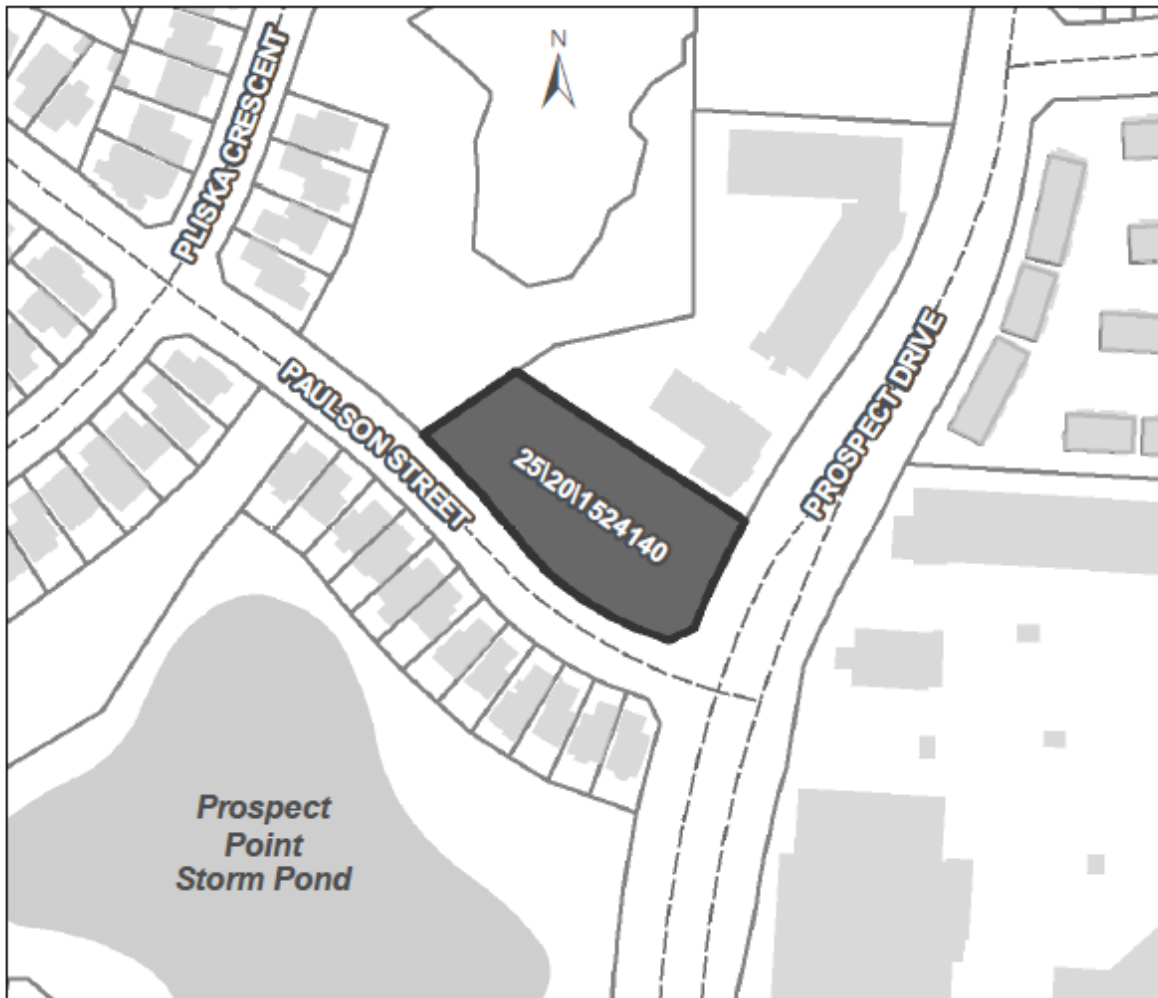 N
PLISKA CRESCENT
PAULSON STREET
PROSPECT DRIVE
25\20\1524140
Prospect
Point
Storm Pond